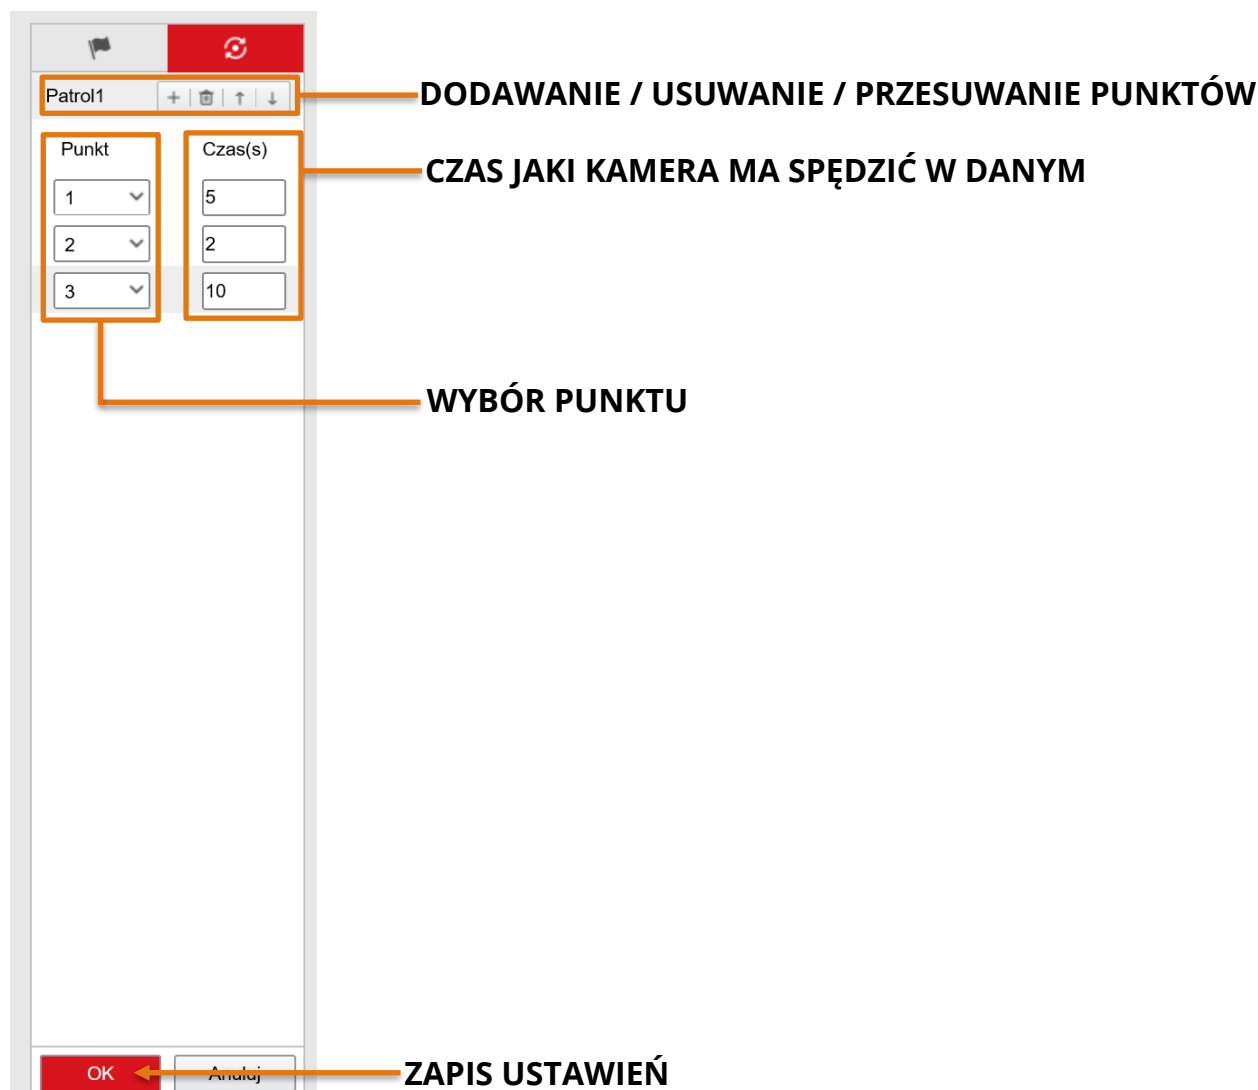 Patrol1
DODAWANIE / USUWANIE / PRZESUWANIE PUNKTÓW
Punkt Czas(s)
CZAS JAKI KAMERA MA SPĘDZIĆ W DANYM
1 5
2 2
3 10
WYBÓR PUNKTU
OK Anuluj
ZAPIS USTAWIEŃ